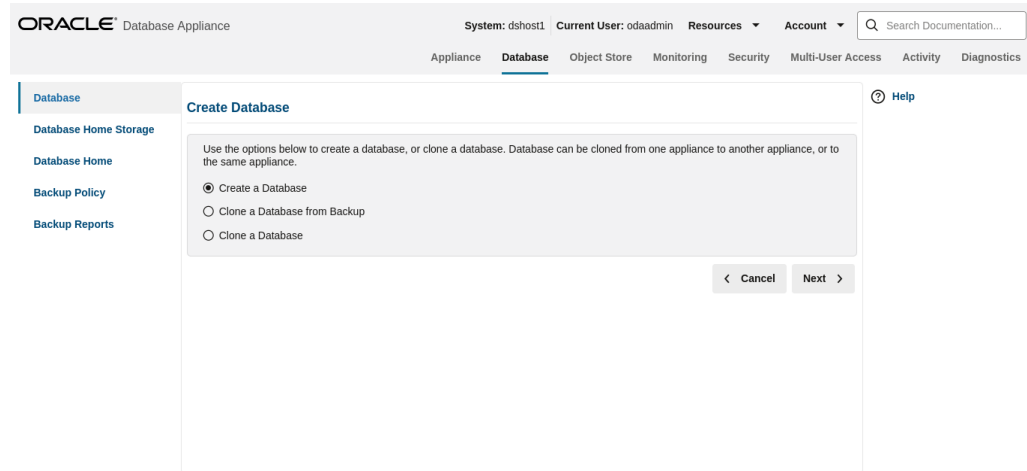 ORACLE® Database Appliance
System: dshost1 Current User: odaadmin Resources Account Search Documentation...
Appliance Database Object Store Monitoring Security Multi-User Access Activity Diagnostics
Database
Database Home Storage
Database Home
Backup Policy
Backup Reports
Create Database
Use the options below to create a database, or clone a database. Database can be cloned from one appliance to another appliance, or to
the same appliance.
Create a Database
Clone a Database from Backup
Clone a Database
Cancel Next
Help